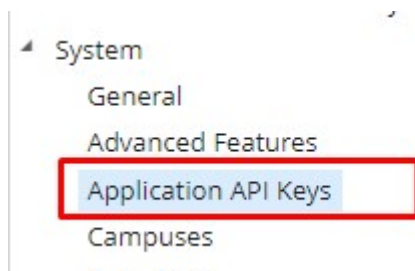 System
General
Advanced Features
Application API Keys
Campuses